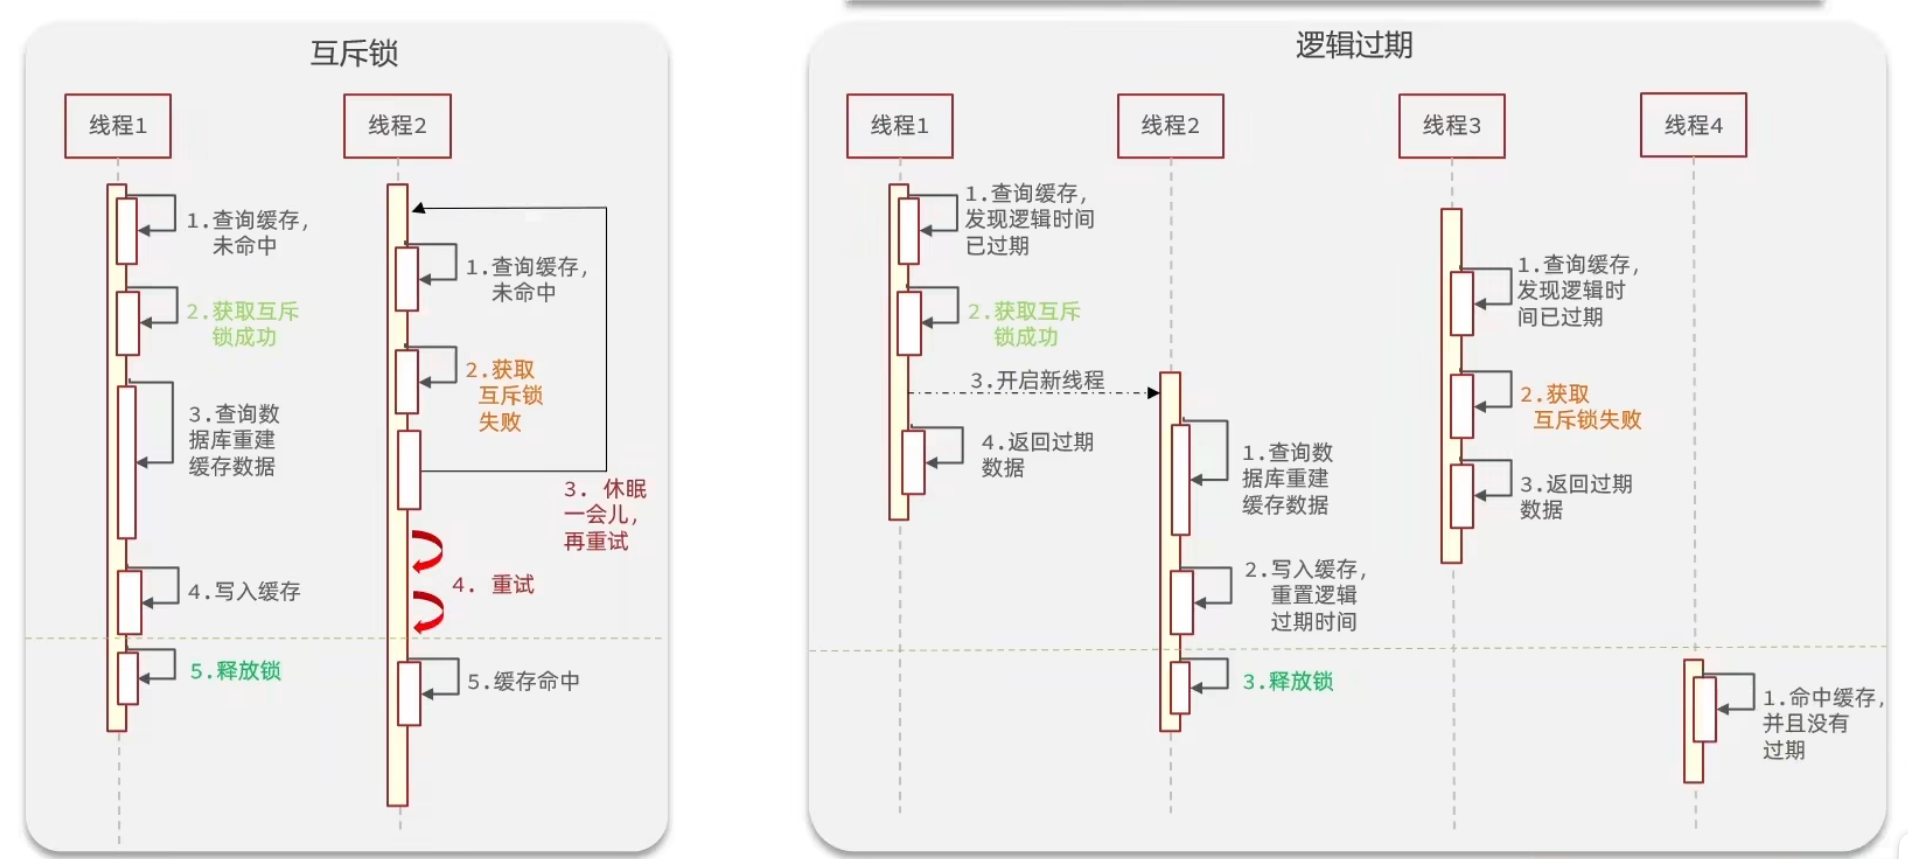 互斥锁
线程1
线程2
1.查询缓存，
未命中
2.获取互斥
锁成功
3.查询数
据库重建
缓存数据
4.写入缓存
5.释放锁
1.查询缓存，
未命中
2.获取
互斥锁
失败
3. 休眠
一会儿，
再重试
4. 重试
5.缓存命中
逻辑过期
线程1
线程2
线程3
线程4
1.查询缓存，
发现逻辑时间
已过期
2.获取互斥
锁成功
3.开启新线程
4.返回过期
数据
1.查询数
据库重建
缓存数据
2.写入缓存，
重置逻辑
过期时间
3.释放锁
1.查询缓存，
发现逻辑时
间已过期
2.获取
互斥锁失败
3.返回过期
数据
1.命中缓存，
并且没有
过期